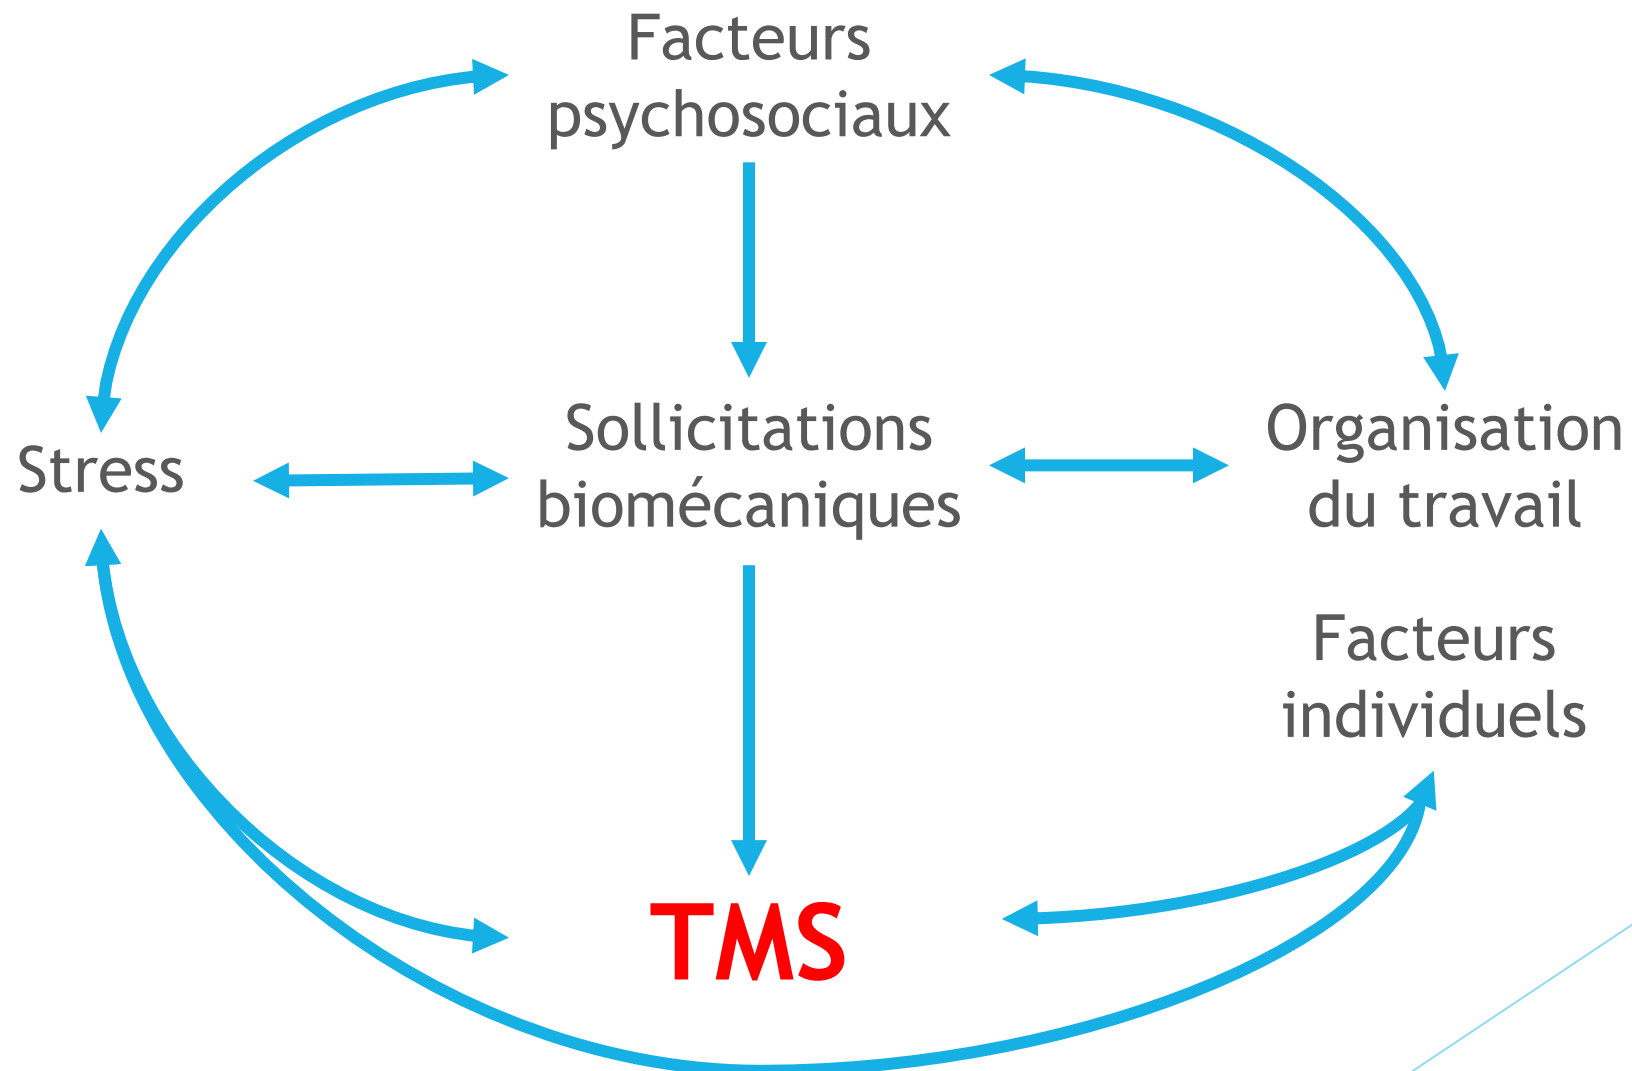 Facteurs
psychosociaux
Stress
Sollicitations
biomécaniques
Organisation
du travail
Facteurs
individuels
TMS